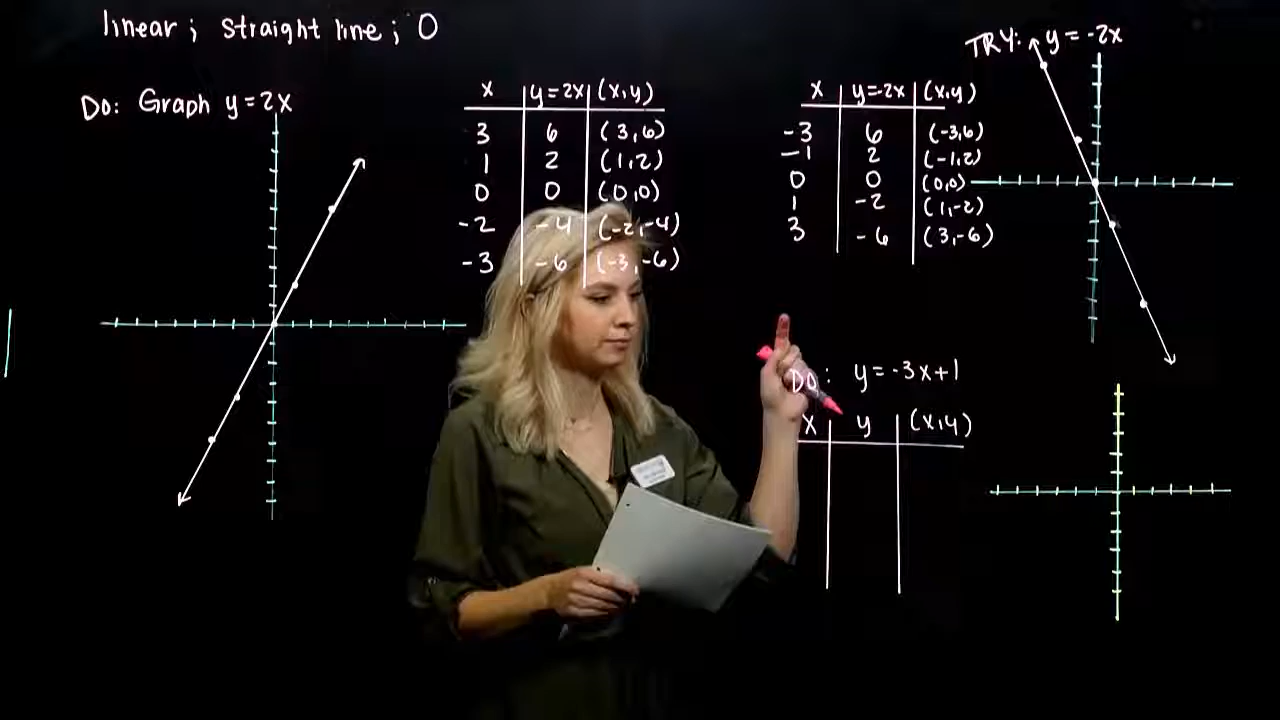 linear ; straight line ; 0
Do: Graph y = 2x
x | y = 2x | (x,y)
3 | 6 | (3,6)
1 | 2 | (1,2)
0 | 0 | (0,0)
-2 | -4 | (-2,-4)
-3 | -6 | (-3,-6)
x | y=-2x | (x,y)
-3 | 6 | (-3,6)
-1 | 2 | (-1,2)
0 | 0 | (0,0)
1 | -2 | (1,-2)
3 | -6 | (3,-6)
TRY: y = -2x
DO: y = -3x+1
x | y | (x,y)